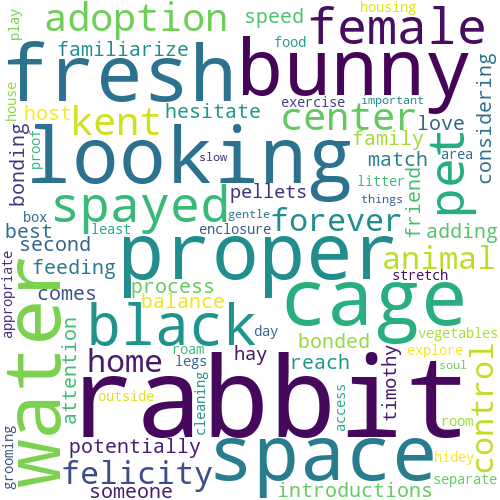 play
housing
adoption
speed
female
familiarize
food
fresh
bunny
house
host
kent
hesitate
exercise
important
center
considering
proof
looking
slow
family
love
match
area
bonding
spayed
pellets
litter
friend
pet
things
box
gentle
forever
adding
best
second
least
enclosure
proper
animal
appropriate
feeding
process
cage
stretch
comes
balance
water
attention
black
day
bonded
vegetables
home
roam
hay
reach
timothy
explore
control
legs
soul
rabbit
outside
cleaning
access
room
grooming
potentially
space
hidey
felicity
separate
someone
introductions